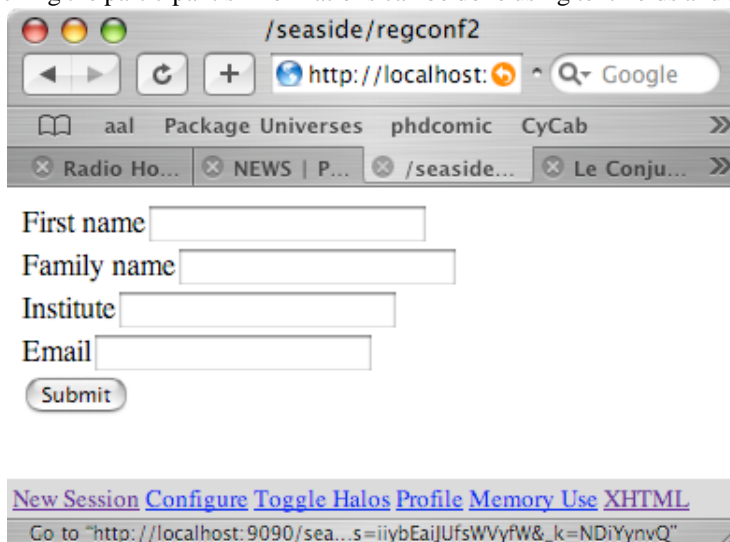 /seaside/regconf2
http://localhost: Google
aal Package Universes phdcomic CyCab »
Radio Ho... NEWS | P... /seaside... Le Conju... »
First name
Family name
Institute
Email
Submit
New Session Configure Toggle Halos Profile Memory Use XHTML
Go to "http://localhost:9090/sea...s=iiybEaijUfsWVyfW&_k=NDiYynvQ"